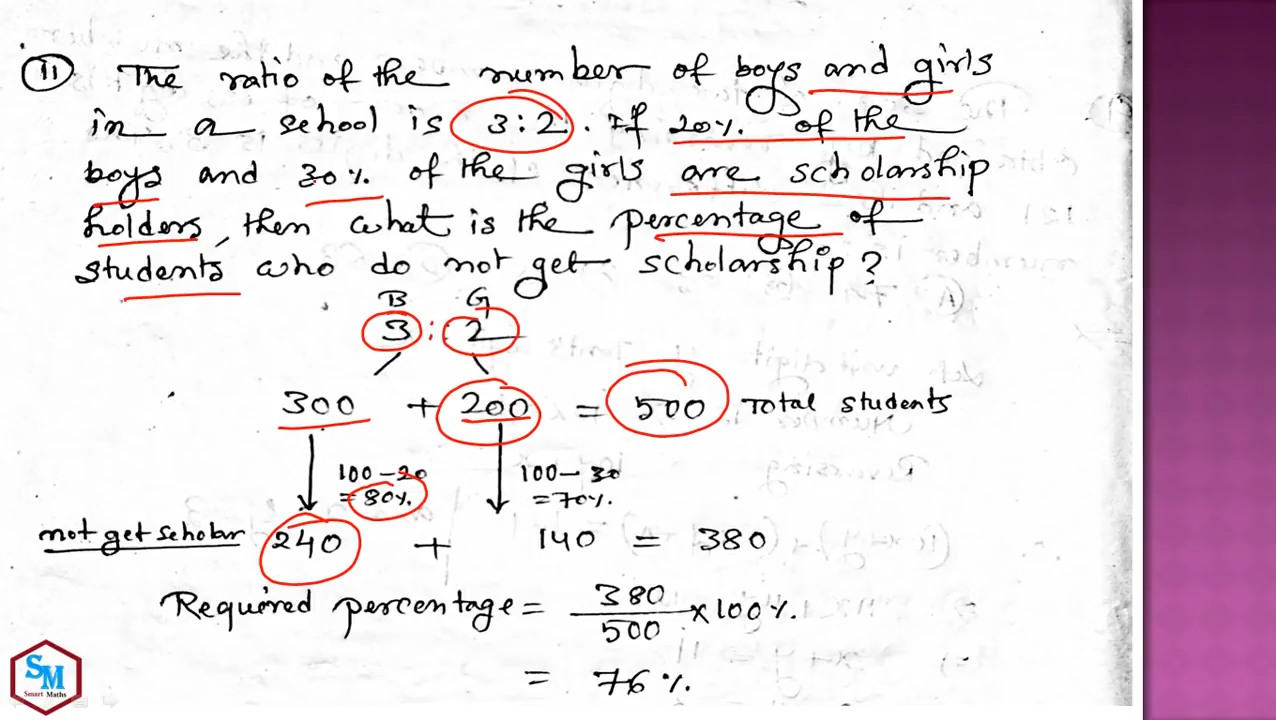 11 The ratio of the number of boys and girls
in a school is 3:2. If 20% of the
boys and 30% of the girls are scholarship
holders, then what is the percentage of
students who do not get scholarship?
B G
3 : 2
300 + 200 = 500 Total students
100-20 100-30
= 80% = 70%.
not get scholar 240 + 140 = 380
Required percentage = 380/500 x 100%.
= 76%.
SM
Smart Maths